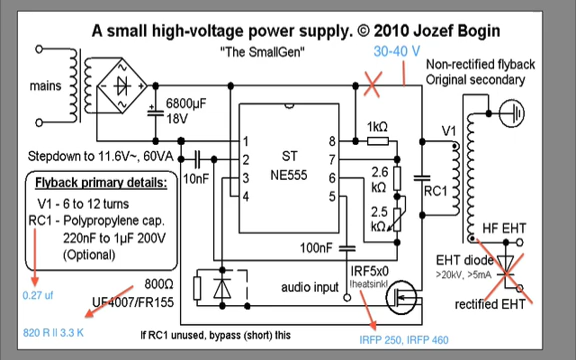 A small high-voltage power supply. © 2010 Jozef Bogin
"The SmallGen"
30-40 V
Non-rectified flyback
Original secondary
mains
6800µF
18V
1kΩ
V1
Stepdown to 11.6V~, 60VA
1
2
3
4
ST
NE555
8
7
6
5
2.6
kΩ
2.5
kΩ
RC1
10nF
Flyback primary details:
V1 - 6 to 12 turns
RC1 - Polypropylene cap.
220nF to 1µF 200V
(Optional)
100nF
HF EHT
EHT diode
>20kV, >5mA
rectified EHT
IRF5x0
!heatsink!
audio input
800Ω
UF4007/FR155
0.27 uf
820 R II 3.3 K
If RC1 unused, bypass (short) this
IRFP 250, IRFP 460